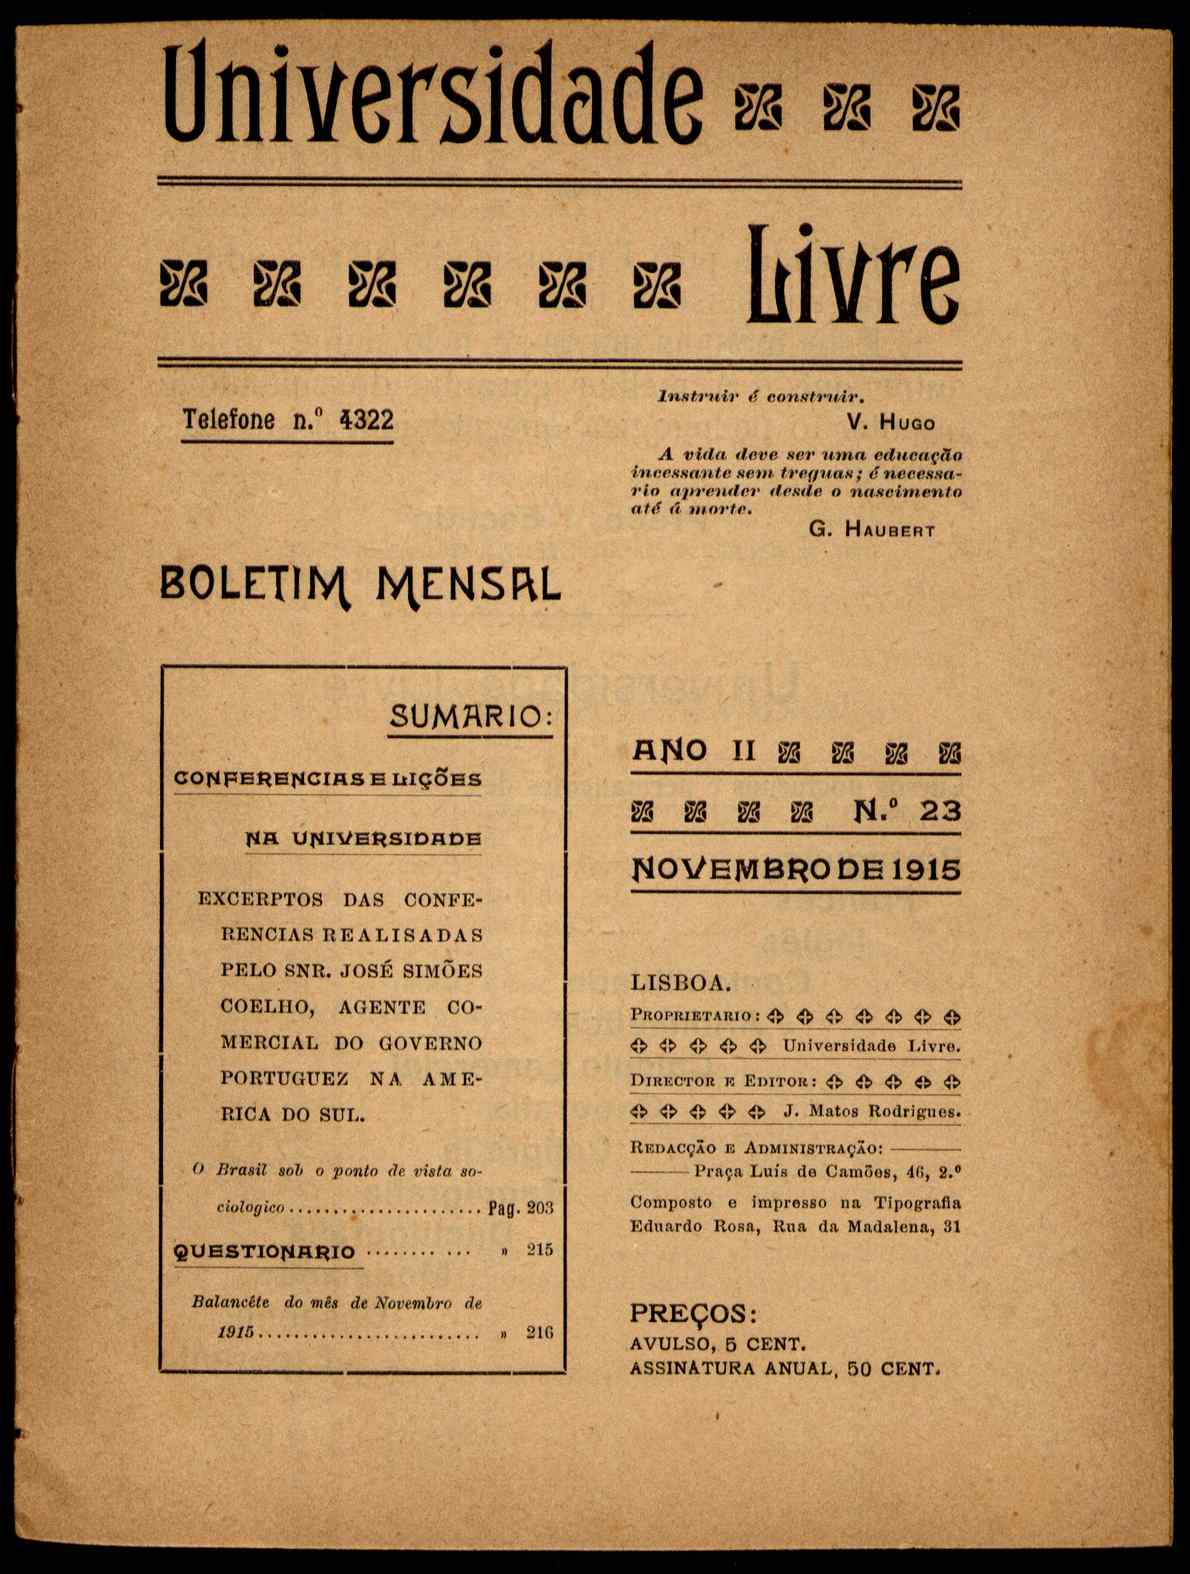 Universidade
Livre
Telefone n.º 4322
Instruir é construir.
V. HUGO
A vida deve ser uma educação
incessante sem treguas; é necessa-
rio aprender desde o nascimento
até á morte.
G. HAUBERT
BOLETIM MENSAL
SUMARIO:
CONFERENCIAS E LIÇÕES
NA UNIVERSIDADE
EXCERPTOS DAS CONFE-
RENCIAS REALISADAS
PELO SNR. JOSÉ SIMÕES
COELHO, AGENTE CO-
MERCIAL DO GOVERNO
PORTUGUEZ NA AME-
RICA DO SUL.
O Brasil sob o ponto de vista so-
ciologico...................... Pag. 203
QUESTIONARIO ........ ... » 215
Balancête do mês de Novembro de
1915......................... » 216
ANO II
N.º 23
NOVEMBRO DE 1915
LISBOA.
PROPRIETARIO:
Universidade Livre.
DIRECTOR E EDITOR:
J. Matos Rodrigues.
REDACÇÃO E ADMINISTRAÇÃO:
Praça Luís de Camões, 46, 2.º
Composto e impresso na Tipografia
Eduardo Rosa, Rua da Madalena, 31
PREÇOS:
AVULSO, 5 CENT.
ASSINATURA ANUAL, 50 CENT.